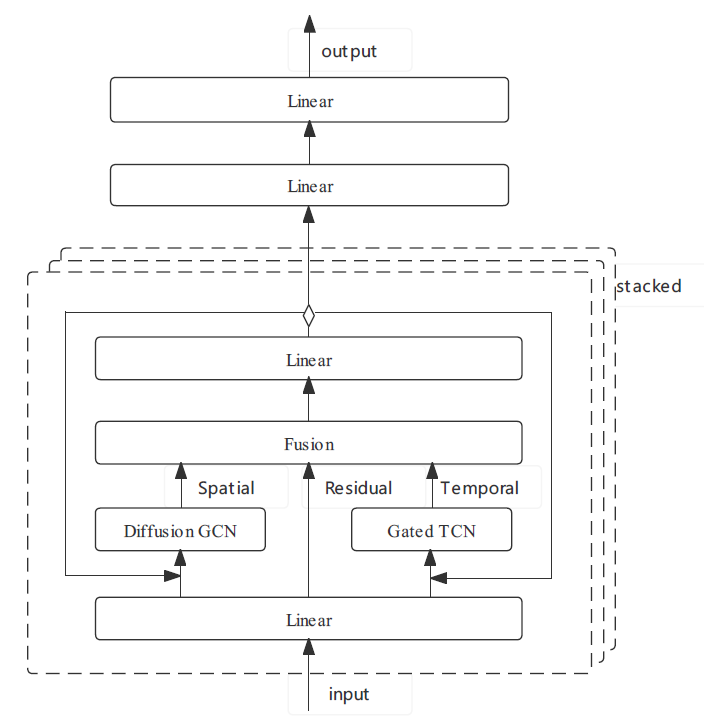 output
Linear
Linear
stacked
Linear
Fusion
Spatial
Residual
Temporal
Diffusion GCN
Gated TCN
Linear
input